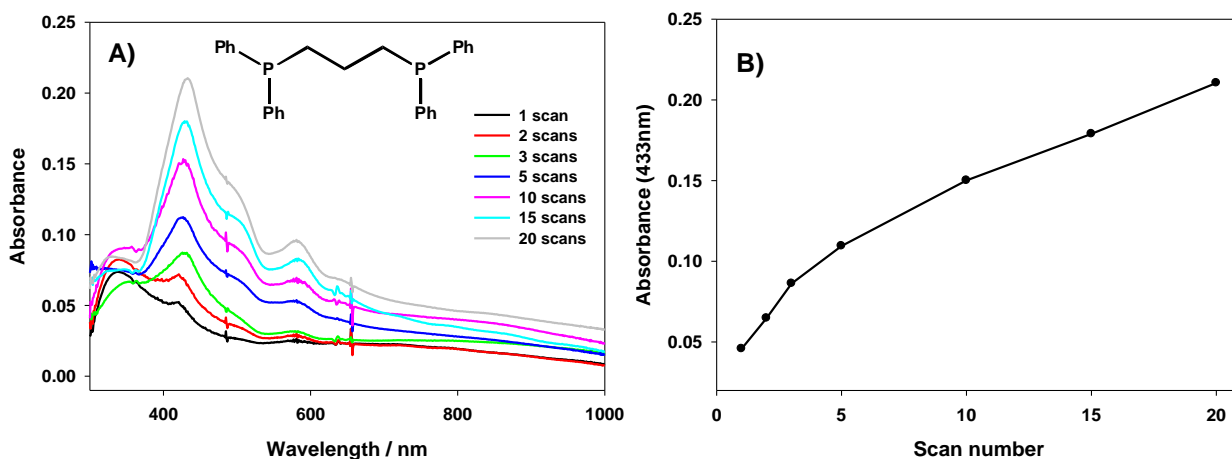 A)
Ph
Ph
P
P
Ph
Ph
1 scan
2 scans
3 scans
5 scans
10 scans
15 scans
20 scans
Absorbance
0.25
0.20
0.15
0.10
0.05
0.00
400
600
800
1000
Wavelength / nm
B)
Absorbance (433nm)
0.25
0.20
0.15
0.10
0.05
0
5
10
15
20
Scan number